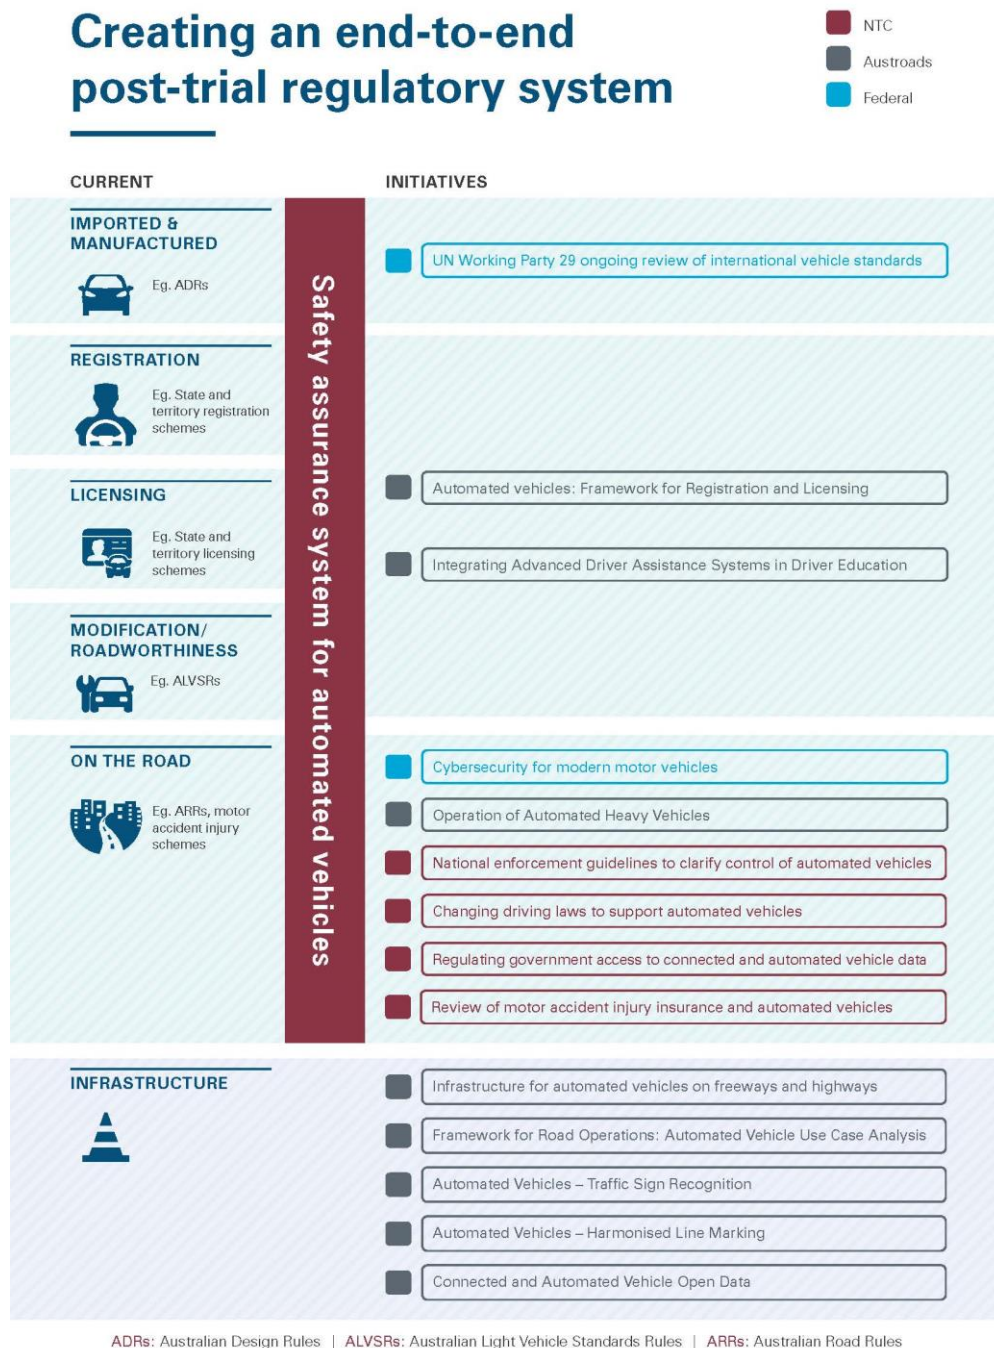 Creating an end-to-end
post-trial regulatory system
NTC
Austroads
Federal
CURRENT
INITIATIVES
IMPORTED &
MANUFACTURED
Eg. ADRs
UN Working Party 29 ongoing review of international vehicle standards
REGISTRATION
Eg. State and
territory registration
schemes
LICENSING
Eg. State and
territory licensing
schemes
Automated vehicles: Framework for Registration and Licensing
Integrating Advanced Driver Assistance Systems in Driver Education
MODIFICATION/
ROADWORTHINESS
Eg. ALVSRs
Safety assurance system for automated vehicles
ON THE ROAD
Eg. ARRs, motor
accident injury
schemes
Cybersecurity for modern motor vehicles
Operation of Automated Heavy Vehicles
National enforcement guidelines to clarify control of automated vehicles
Changing driving laws to support automated vehicles
Regulating government access to connected and automated vehicle data
Review of motor accident injury insurance and automated vehicles
INFRASTRUCTURE
Infrastructure for automated vehicles on freeways and highways
Framework for Road Operations: Automated Vehicle Use Case Analysis
Automated Vehicles – Traffic Sign Recognition
Automated Vehicles – Harmonised Line Marking
Connected and Automated Vehicle Open Data
ADRs: Australian Design Rules | ALVSRs: Australian Light Vehicle Standards Rules | ARRs: Australian Road Rules